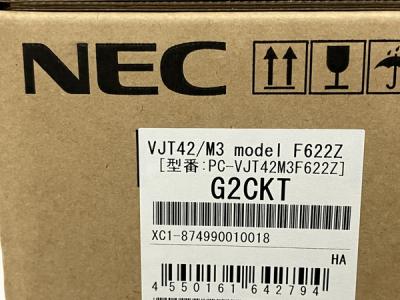 NEC
VJT42/M3 model F622Z
[型番:PC-VJT42M3F622Z]
G2CKT
XC1-874990010018
HA
4 550161 642794